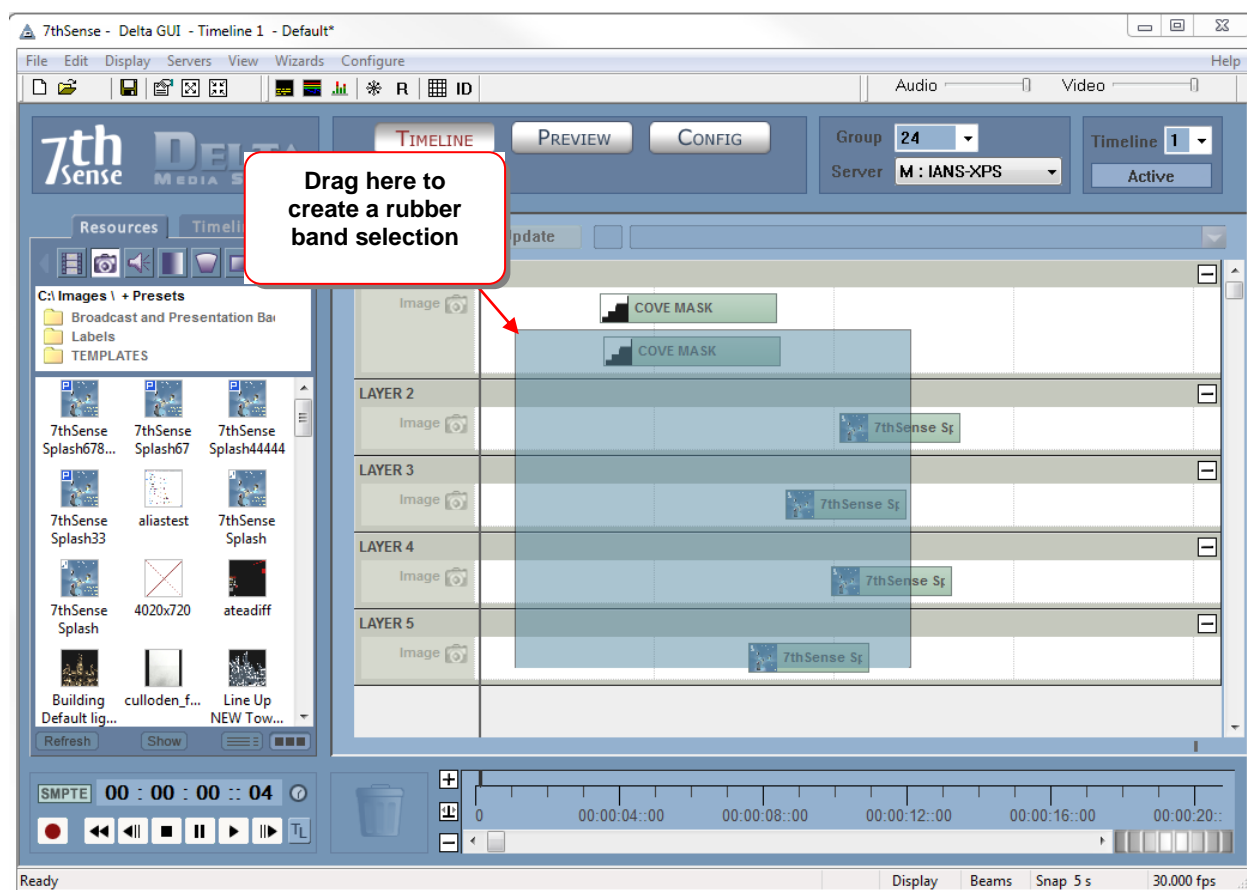 7thSense - Delta GUI - Timeline 1 - Default*
File Edit Display Servers View Wizards Configure Help
R ID Audio Video
7th sense
DELTA
MEDIA S
TIMELINE PREVIEW CONFIG
Group 24
Server M : IANS-XPS
Timeline 1
Active
Drag here to
create a rubber
band selection
Resources Timeli
pdate
C:\ Images \ + Presets
Broadcast and Presentation Ba
Labels
TEMPLATES
7thSense
Splash678...
7thSense
Splash67
7thSense
Splash44444
7thSense
Splash33
aliastest
7thSense
Splash
7thSense
Splash
4020x720
ateadiff
Building
Default lig...
culloden_f...
Line Up
NEW Tow...
Refresh Show
Image COVE MASK
COVE MASK
LAYER 2
Image 7thSense Sp
LAYER 3
Image 7thSense Sp
LAYER 4
Image 7thSense Sp
LAYER 5
Image 7thSense Sp
SMPTE 00 : 00 : 00 :: 04
TL
0 00:00:04::00 00:00:08::00 00:00:12::00 00:00:16::00 00:00:20::
Ready Display Beams Snap 5 s 30.000 fps